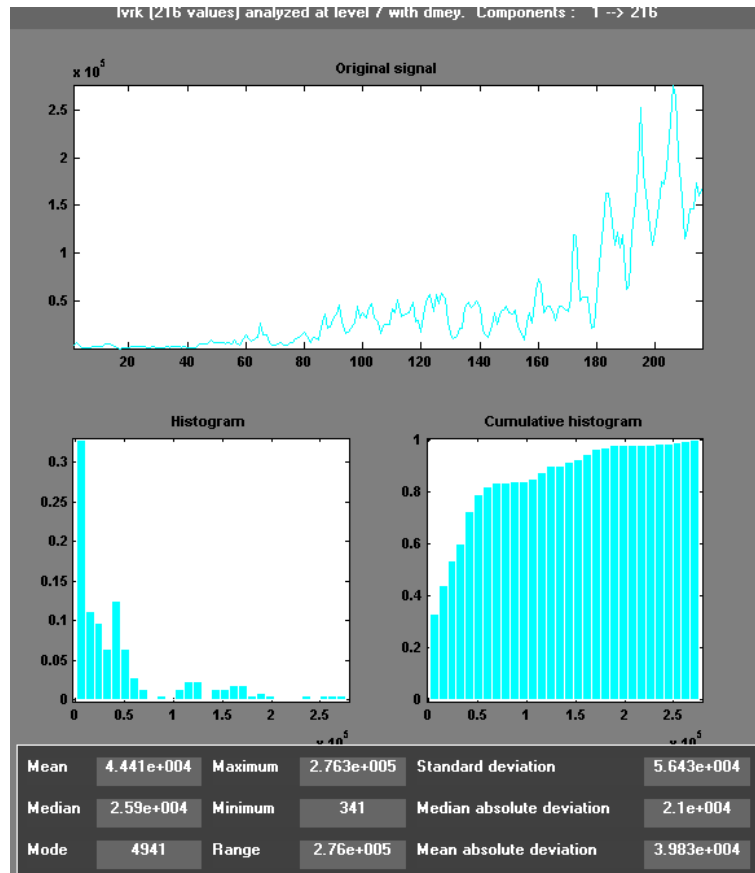 lvrk (216 values) analyzed at level 7 with dmey. Components : 1 --> 216
x 10^5
Original signal
2.5
2
1.5
1
0.5
20 40 60 80 100 120 140 160 180 200
Histogram
Cumulative histogram
0.3
0.25
0.2
0.15
0.1
0.05
0
0 0.5 1 1.5 2 2.5
1
0.8
0.6
0.4
0.2
0
0 0.5 1 1.5 2 2.5
x 10^5
x 10^5
Mean 4.441e+004 Maximum 2.763e+005 Standard deviation 5.643e+004
Median 2.59e+004 Minimum 341 Median absolute deviation 2.1e+004
Mode 4941 Range 2.76e+005 Mean absolute deviation 3.983e+004